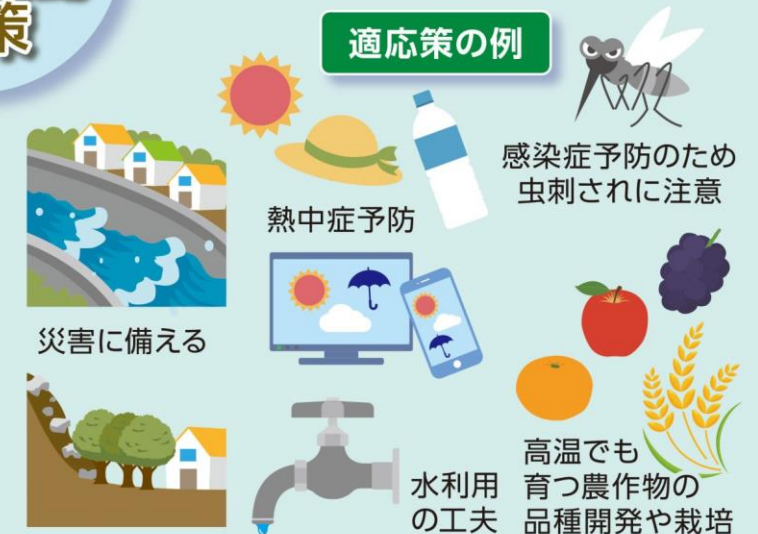 策
適応策の例
感染症予防のため
虫刺されに注意
熱中症予防
災害に備える
水利用
の工夫
高温でも
育つ農作物の
品種開発や栽培